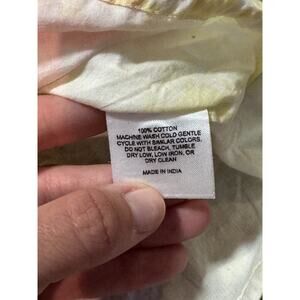 100% COTTON
MACHINE WASH COLD GENTLE
CYCLE WITH SIMILAR COLORS,
DO NOT BLEACH, TUMBLE
DRY LOW, LOW IRON, OR
DRY CLEAN
MADE IN INDIA